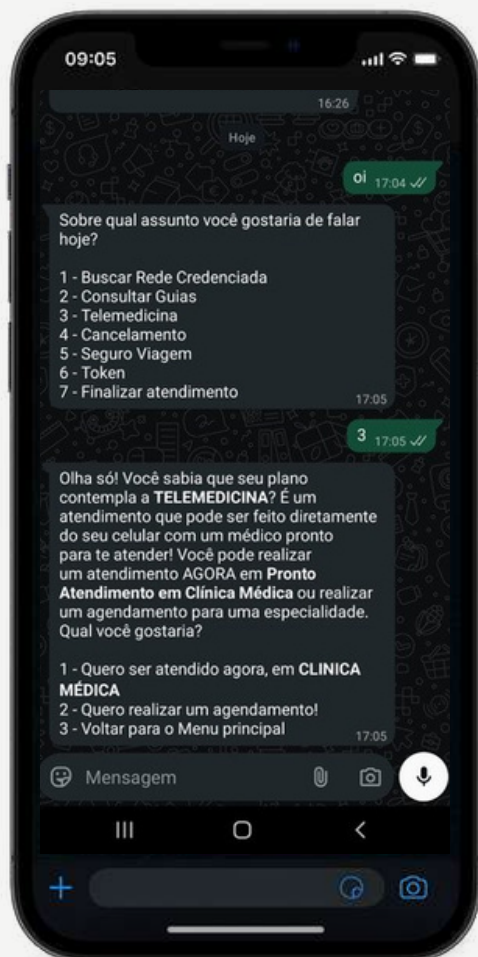 09:05
16:26
Hoje
oi 17:04
Sobre qual assunto você gostaria de falar
hoje?
1 - Buscar Rede Credenciada
2 - Consultar Guias
3 - Telemedicina
4 - Cancelamento
5 - Seguro Viagem
6 - Token
7 - Finalizar atendimento
17:05
3 17:05
Olha só! Você sabia que seu plano
contempla a TELEMEDICINA? É um
atendimento que pode ser feito diretamente
do seu celular com um médico pronto
para te atender! Você pode realizar
um atendimento AGORA em Pronto
Atendimento em Clínica Médica ou realizar
um agendamento para uma especialidade.
Qual você gostaria?
1 - Quero ser atendido agora, em CLINICA
MÉDICA
2 - Quero realizar um agendamento!
3 - Voltar para o Menu principal
17:05
Mensagem